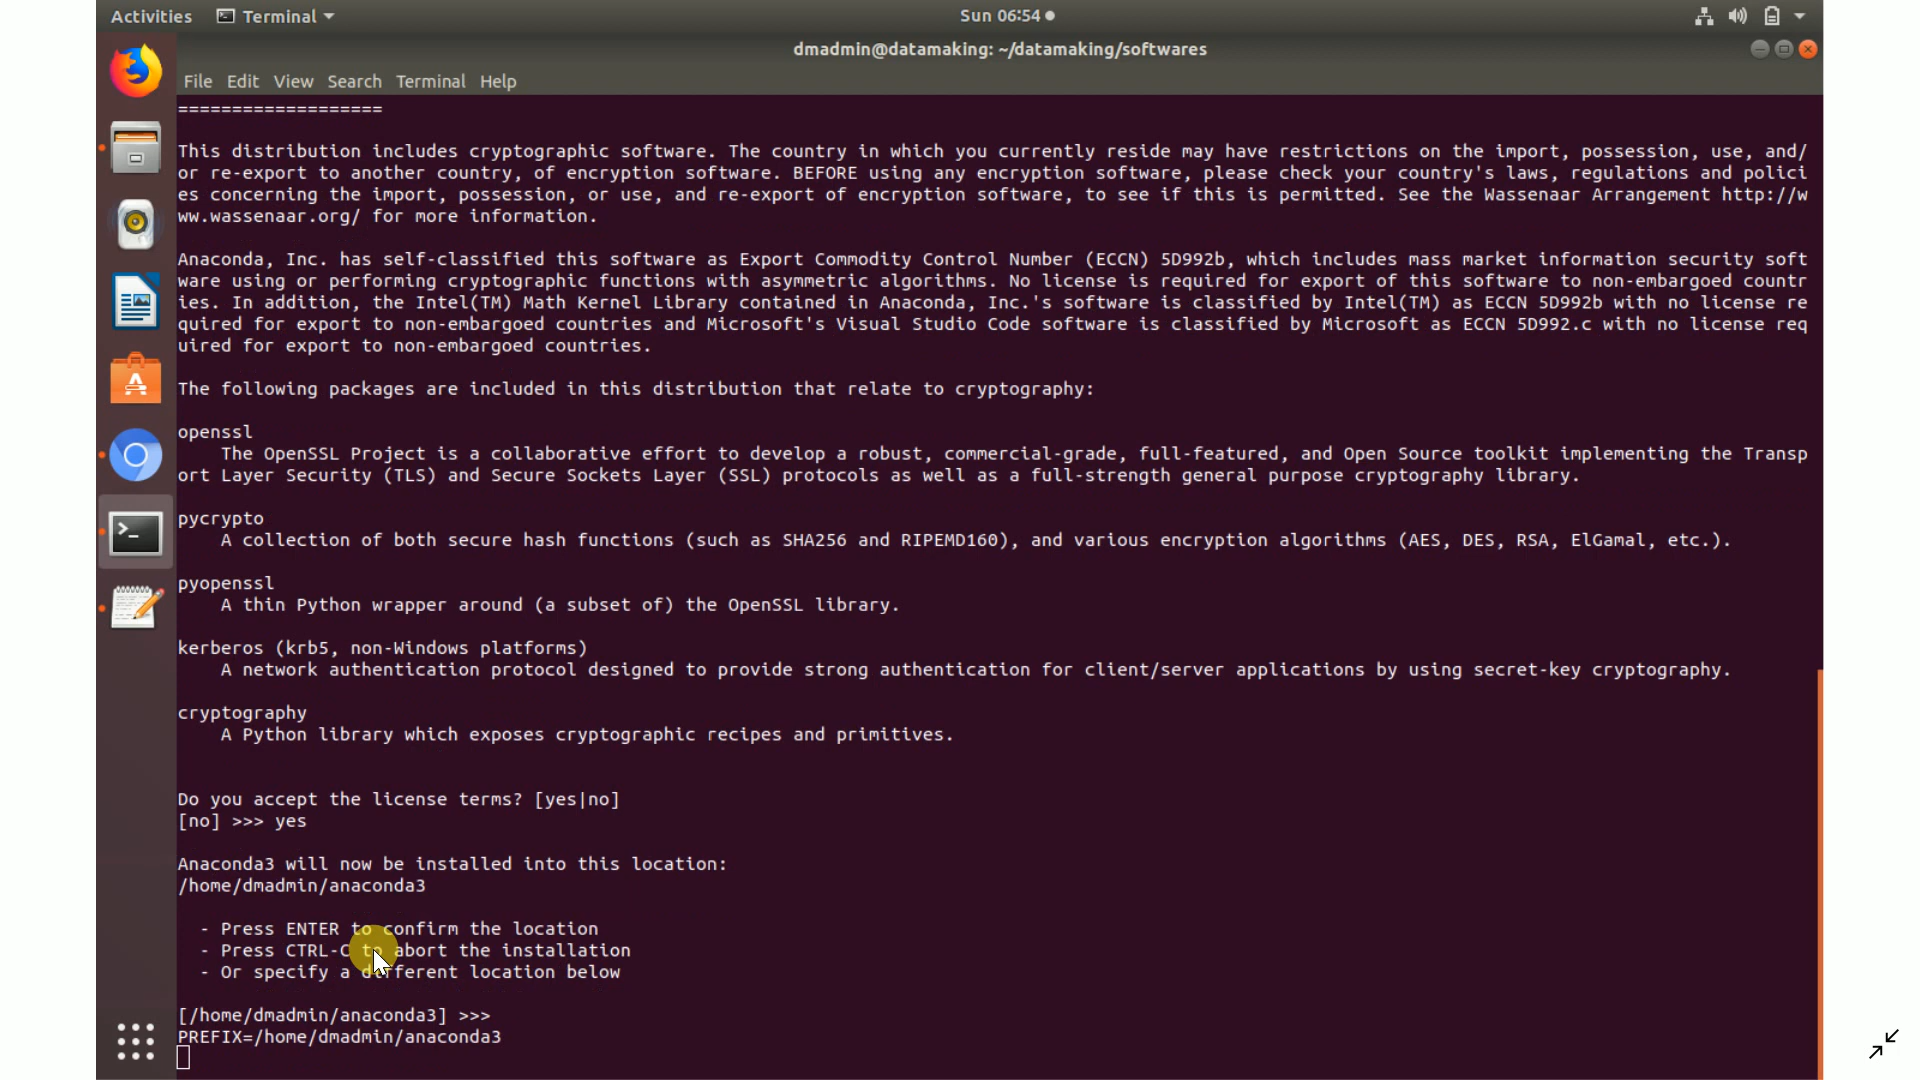 Activities
Terminal
Sun 06:54
dmadmin@datamaking: ~/datamaking/softwares
File Edit View Search Terminal Help
===================
This distribution includes cryptographic software. The country in which you currently reside may have restrictions on the import, possession, use, and/
or re-export to another country, of encryption software. BEFORE using any encryption software, please check your country's laws, regulations and polici
es concerning the import, possession, or use, and re-export of encryption software, to see if this is permitted. See the Wassenaar Arrangement http://w
ww.wassenaar.org/ for more information.
Anaconda, Inc. has self-classified this software as Export Commodity Control Number (ECCN) 5D992b, which includes mass market information security soft
ware using or performing cryptographic functions with asymmetric algorithms. No license is required for export of this software to non-embargoed countr
ies. In addition, the Intel(TM) Math Kernel Library contained in Anaconda, Inc.'s software is classified by Intel(TM) as ECCN 5D992b with no license re
quired for export to non-embargoed countries and Microsoft's Visual Studio Code software is classified by Microsoft as ECCN 5D992.c with no license req
uired for export to non-embargoed countries.
The following packages are included in this distribution that relate to cryptography:
openssl
The OpenSSL Project is a collaborative effort to develop a robust, commercial-grade, full-featured, and Open Source toolkit implementing the Transp
ort Layer Security (TLS) and Secure Sockets Layer (SSL) protocols as well as a full-strength general purpose cryptography library.
pycrypto
A collection of both secure hash functions (such as SHA256 and RIPEMD160), and various encryption algorithms (AES, DES, RSA, ElGamal, etc.).
pyopenssl
A thin Python wrapper around (a subset of) the OpenSSL library.
kerberos (krb5, non-Windows platforms)
A network authentication protocol designed to provide strong authentication for client/server applications by using secret-key cryptography.
cryptography
A Python library which exposes cryptographic recipes and primitives.
Do you accept the license terms? [yes|no]
[no] >>> yes
Anaconda3 will now be installed into this location:
/home/dmadmin/anaconda3
- Press ENTER to confirm the location
- Press CTRL-C to abort the installation
- Or specify a different location below
[/home/dmadmin/anaconda3] >>>
PREFIX=/home/dmadmin/anaconda3